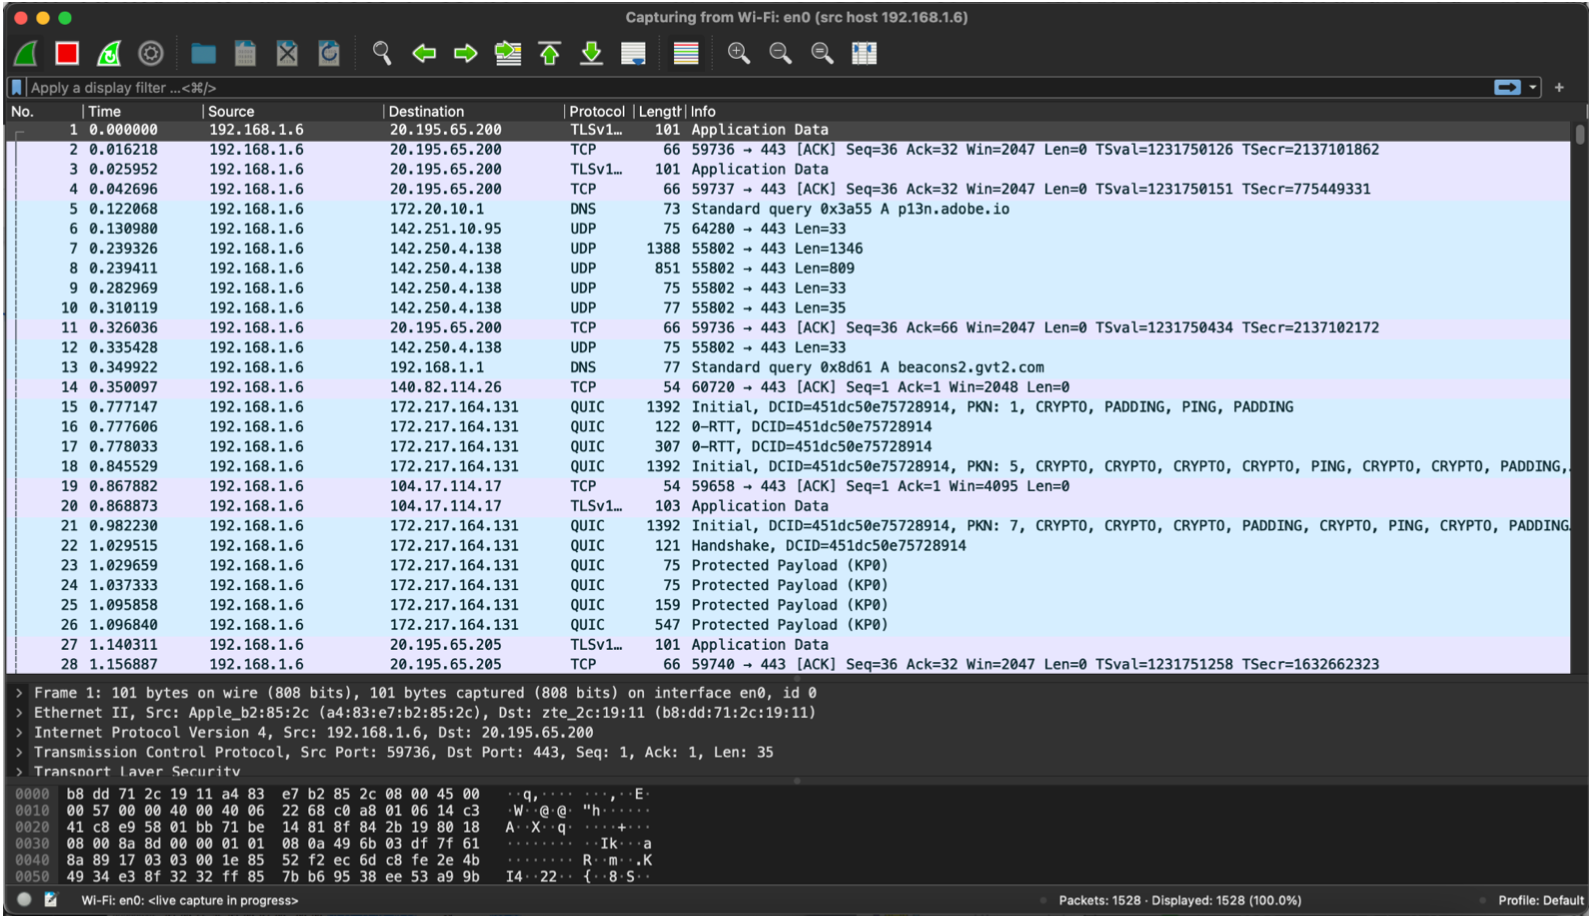 Capturing from Wi-Fi: en0 (src host 192.168.1.6)
Apply a display filter ...<⌘/>
No. Time Source Destination Protocol Length Info
1 0.000000 192.168.1.6 20.195.65.200 TLSv1... 101 Application Data
2 0.016218 192.168.1.6 20.195.65.200 TCP 66 59736 → 443 [ACK] Seq=36 Ack=32 Win=2047 Len=0 TSval=1231750126 TSecr=2137101862
3 0.025952 192.168.1.6 20.195.65.200 TLSv1... 101 Application Data
4 0.042696 192.168.1.6 20.195.65.200 TCP 66 59737 → 443 [ACK] Seq=36 Ack=32 Win=2047 Len=0 TSval=1231750151 TSecr=775449331
5 0.122068 192.168.1.6 172.20.10.1 DNS 73 Standard query 0x3a55 A p13n.adobe.io
6 0.130980 192.168.1.6 142.251.10.95 UDP 75 64280 → 443 Len=33
7 0.239326 192.168.1.6 142.250.4.138 UDP 1388 55802 → 443 Len=1346
8 0.239411 192.168.1.6 142.250.4.138 UDP 851 55802 → 443 Len=809
9 0.282969 192.168.1.6 142.250.4.138 UDP 75 55802 → 443 Len=33
10 0.310119 192.168.1.6 142.250.4.138 UDP 77 55802 → 443 Len=35
11 0.326036 192.168.1.6 20.195.65.200 TCP 66 59736 → 443 [ACK] Seq=36 Ack=66 Win=2047 Len=0 TSval=1231750434 TSecr=2137102172
12 0.335428 192.168.1.6 142.250.4.138 UDP 75 55802 → 443 Len=33
13 0.349922 192.168.1.6 192.168.1.1 DNS 77 Standard query 0x8d61 A beacons2.gvt2.com
14 0.350097 192.168.1.6 140.82.114.26 TCP 54 60720 → 443 [ACK] Seq=1 Ack=1 Win=2048 Len=0
15 0.777147 192.168.1.6 172.217.164.131 QUIC 1392 Initial, DCID=451dc50e75728914, PKN: 1, CRYPTO, PADDING, PING, PADDING
16 0.777606 192.168.1.6 172.217.164.131 QUIC 122 0-RTT, DCID=451dc50e75728914
17 0.778033 192.168.1.6 172.217.164.131 QUIC 307 0-RTT, DCID=451dc50e75728914
18 0.845529 192.168.1.6 172.217.164.131 QUIC 1392 Initial, DCID=451dc50e75728914, PKN: 5, CRYPTO, CRYPTO, CRYPTO, CRYPTO, PING, CRYPTO, CRYPTO, PADDING,
19 0.867882 192.168.1.6 104.17.114.17 TCP 54 59658 → 443 [ACK] Seq=1 Ack=1 Win=4095 Len=0
20 0.868873 192.168.1.6 104.17.114.17 TLSv1... 103 Application Data
21 0.982230 192.168.1.6 172.217.164.131 QUIC 1392 Initial, DCID=451dc50e75728914, PKN: 7, CRYPTO, CRYPTO, CRYPTO, PADDING, CRYPTO, PING, CRYPTO, PADDING
22 1.029515 192.168.1.6 172.217.164.131 QUIC 121 Handshake, DCID=451dc50e75728914
23 1.029659 192.168.1.6 172.217.164.131 QUIC 75 Protected Payload (KP0)
24 1.037333 192.168.1.6 172.217.164.131 QUIC 75 Protected Payload (KP0)
25 1.095858 192.168.1.6 172.217.164.131 QUIC 159 Protected Payload (KP0)
26 1.096840 192.168.1.6 172.217.164.131 QUIC 547 Protected Payload (KP0)
27 1.140311 192.168.1.6 20.195.65.205 TLSv1... 101 Application Data
28 1.156887 192.168.1.6 20.195.65.205 TCP 66 59740 → 443 [ACK] Seq=36 Ack=32 Win=2047 Len=0 TSval=1231751258 TSecr=1632662323
> Frame 1: 101 bytes on wire (808 bits), 101 bytes captured (808 bits) on interface en0, id 0
> Ethernet II, Src: Apple_b2:85:2c (a4:83:e7:b2:85:2c), Dst: zte_2c:19:11 (b8:dd:71:2c:19:11)
> Internet Protocol Version 4, Src: 192.168.1.6, Dst: 20.195.65.200
> Transmission Control Protocol, Src Port: 59736, Dst Port: 443, Seq: 1, Ack: 1, Len: 35
> Transport Layer Security
0000 b8 dd 71 2c 19 11 a4 83 e7 b2 85 2c 08 00 45 00 ··q,···· ···,··E·
0010 00 57 00 00 40 00 40 06 22 68 c0 a8 01 06 14 c3 ·W··@·@· "h······
0020 41 c8 e9 58 01 bb 71 be 14 81 8f 84 2b 19 80 18 A··X··q· ····+···
0030 08 00 8a 8d 00 00 01 01 08 0a 49 6b 03 df 7f 61 ········ ··Ik···a
0040 8a 89 17 03 03 00 1e 85 52 f2 ec 6d c8 fe 2e 4b ········ R··m··.K
0050 49 34 e3 8f 32 32 ff 85 7b b6 95 38 ee 53 a9 9b I4··22·· {··8·S··
Wi-Fi: en0: <live capture in progress>
Packets: 1528 · Displayed: 1528 (100.0%)
Profile: Default